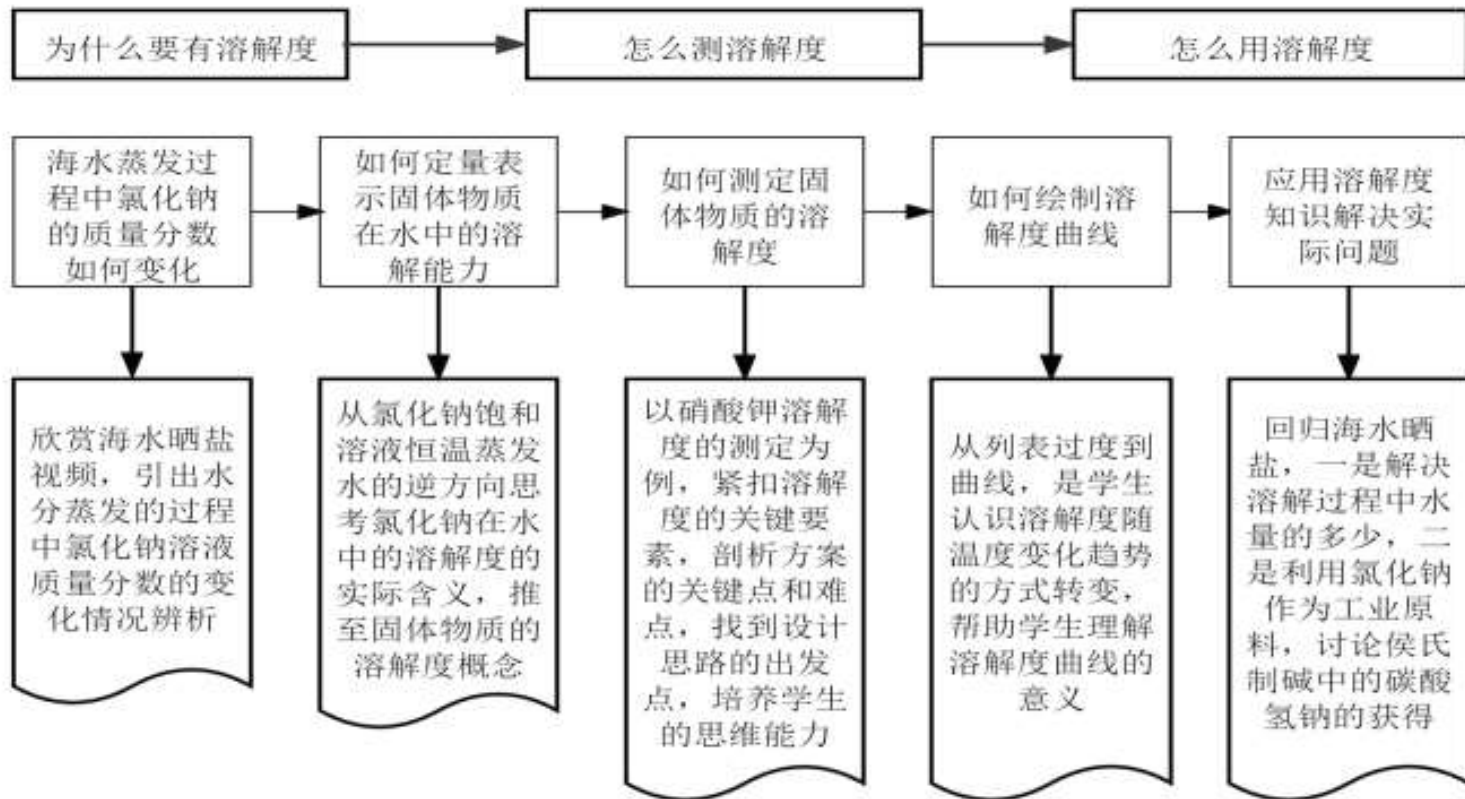 为什么要有溶解度
怎么测溶解度
怎么用溶解度
海水蒸发过
程中氯化钠
的质量分数
如何变化
如何定量表
示固体物质
在水中的溶
解能力
如何测定固
体物质的溶
解度
如何绘制溶
解度曲线
应用溶解度
知识解决实
际问题
欣赏海水晒盐
视频，引出水
分蒸发的过程
中氯化钠溶液
质量分数的变
化情况辨析
从氯化钠饱和
溶液恒温蒸发
水的逆方向思
考氯化钠在水
中的溶解度的
实际含义，推
至固体物质的
溶解度概念
以硝酸钾溶解
度的测定为
例，紧扣溶解
度的关键要
素，剖析方案
的关键点和难
点，找到设计
思路的出发
点，培养学生
的思维能力
从列表过度到
曲线，是学生
认识溶解度随
温度变化趋势
的方式转变，
帮助学生理解
溶解度曲线的
意义
回归海水晒
盐，一是解决
溶解过程中水
量的多少，二
是利用氯化钠
作为工业原
料，讨论侯氏
制碱中的碳酸
氢钠的获得